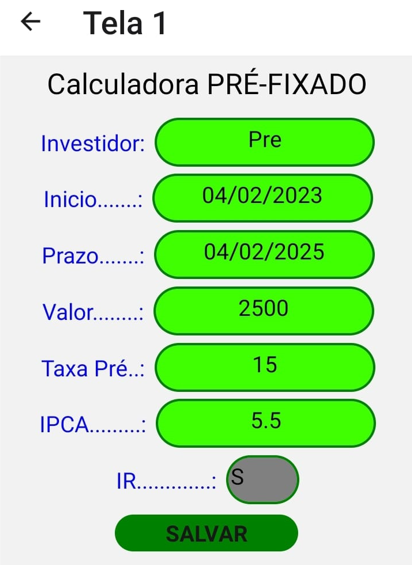 Tela 1
Calculadora PRÉ-FIXADO
Investidor: Pre
Inicio.......: 04/02/2023
Prazo.......: 04/02/2025
Valor........: 2500
Taxa Pré..: 15
IPCA.........: 5.5
IR.............: S
SALVAR